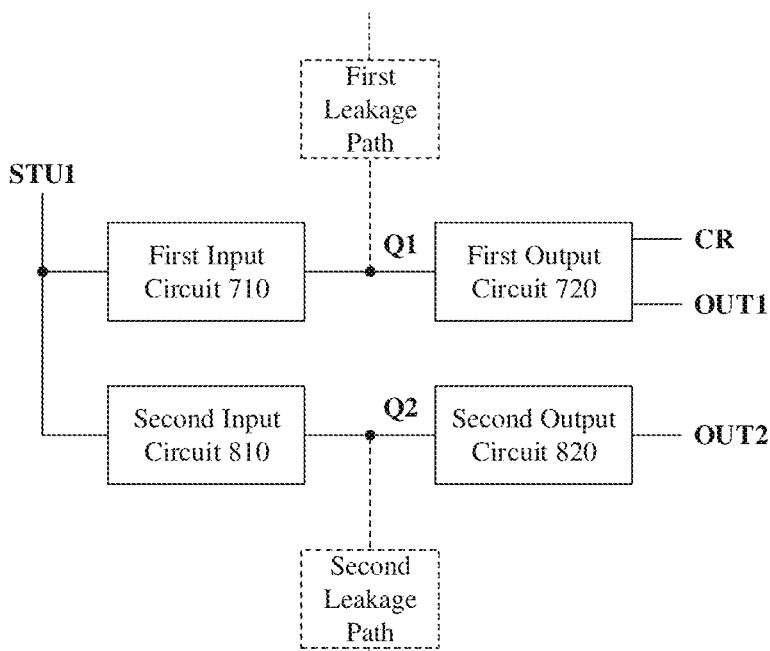 First
Leakage
Path
STU1
First Input
Circuit 710
Q1
First Output
Circuit 720
CR
OUT1
Second Input
Circuit 810
Q2
Second Output
Circuit 820
OUT2
Second
Leakage
Path